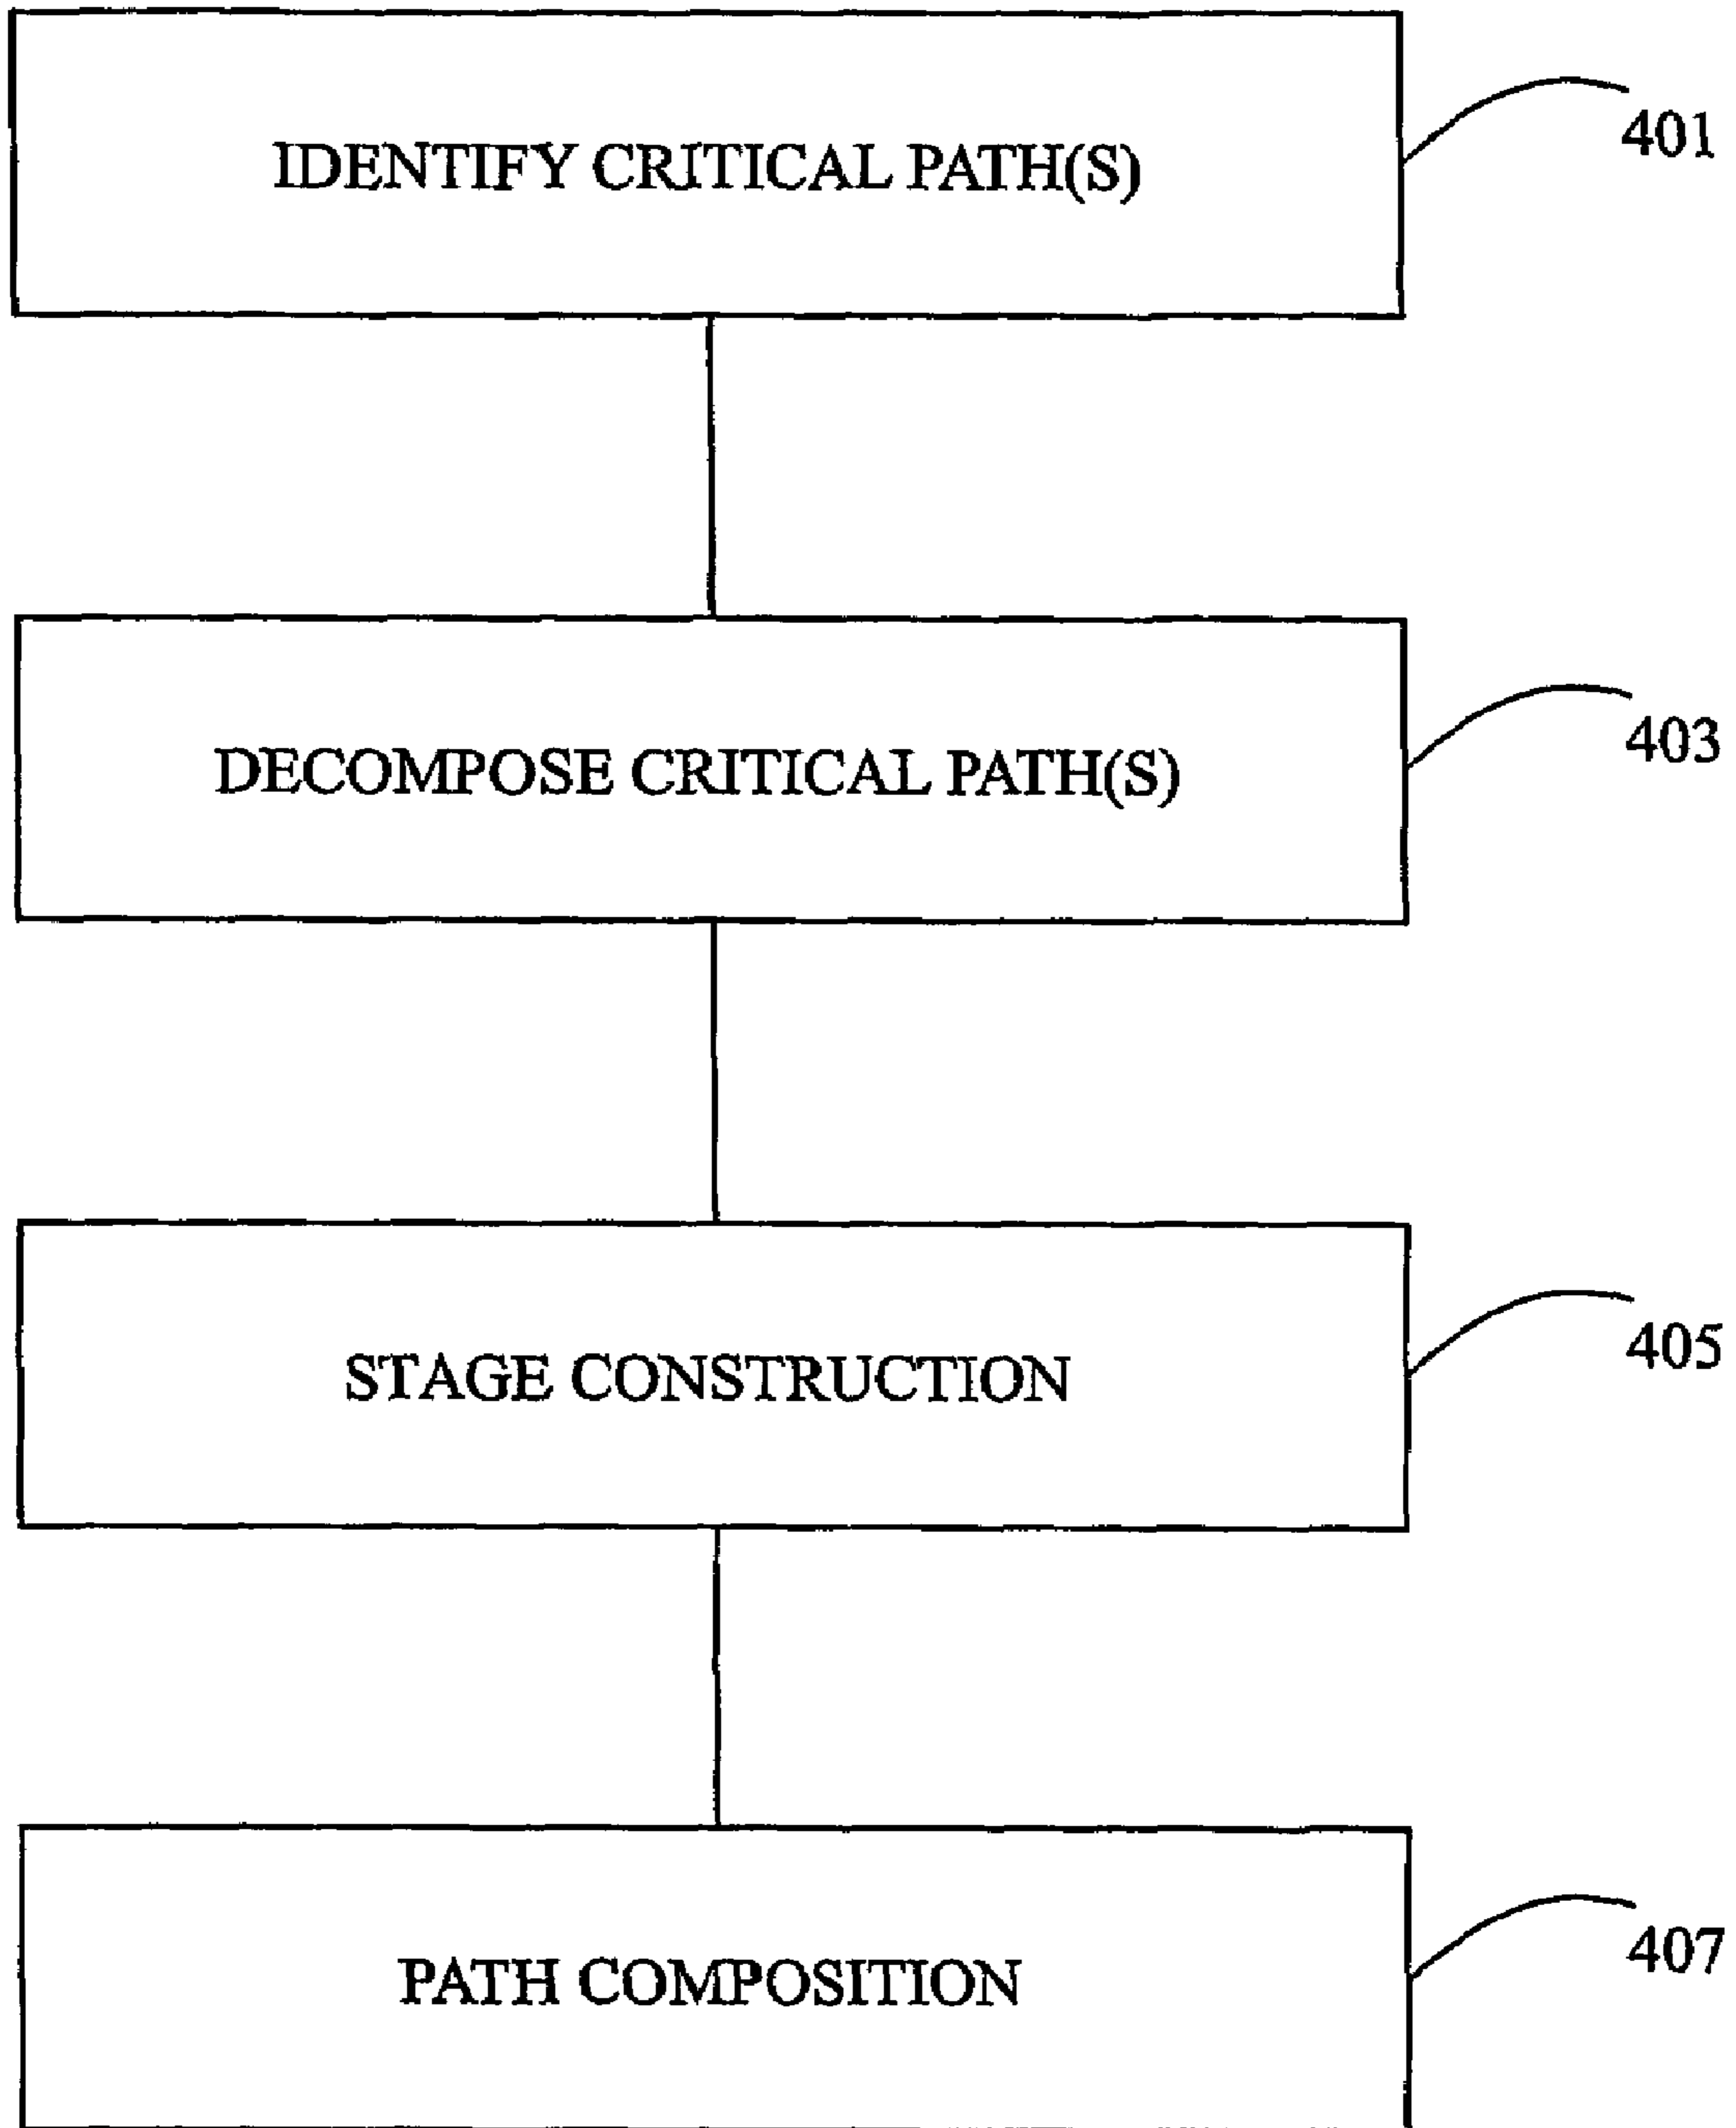 IDENTIFY CRITICAL PATH(S)
401
DECOMPOSE CRITICAL PATH(S)
403
STAGE CONSTRUCTION
405
PATH COMPOSITION
407